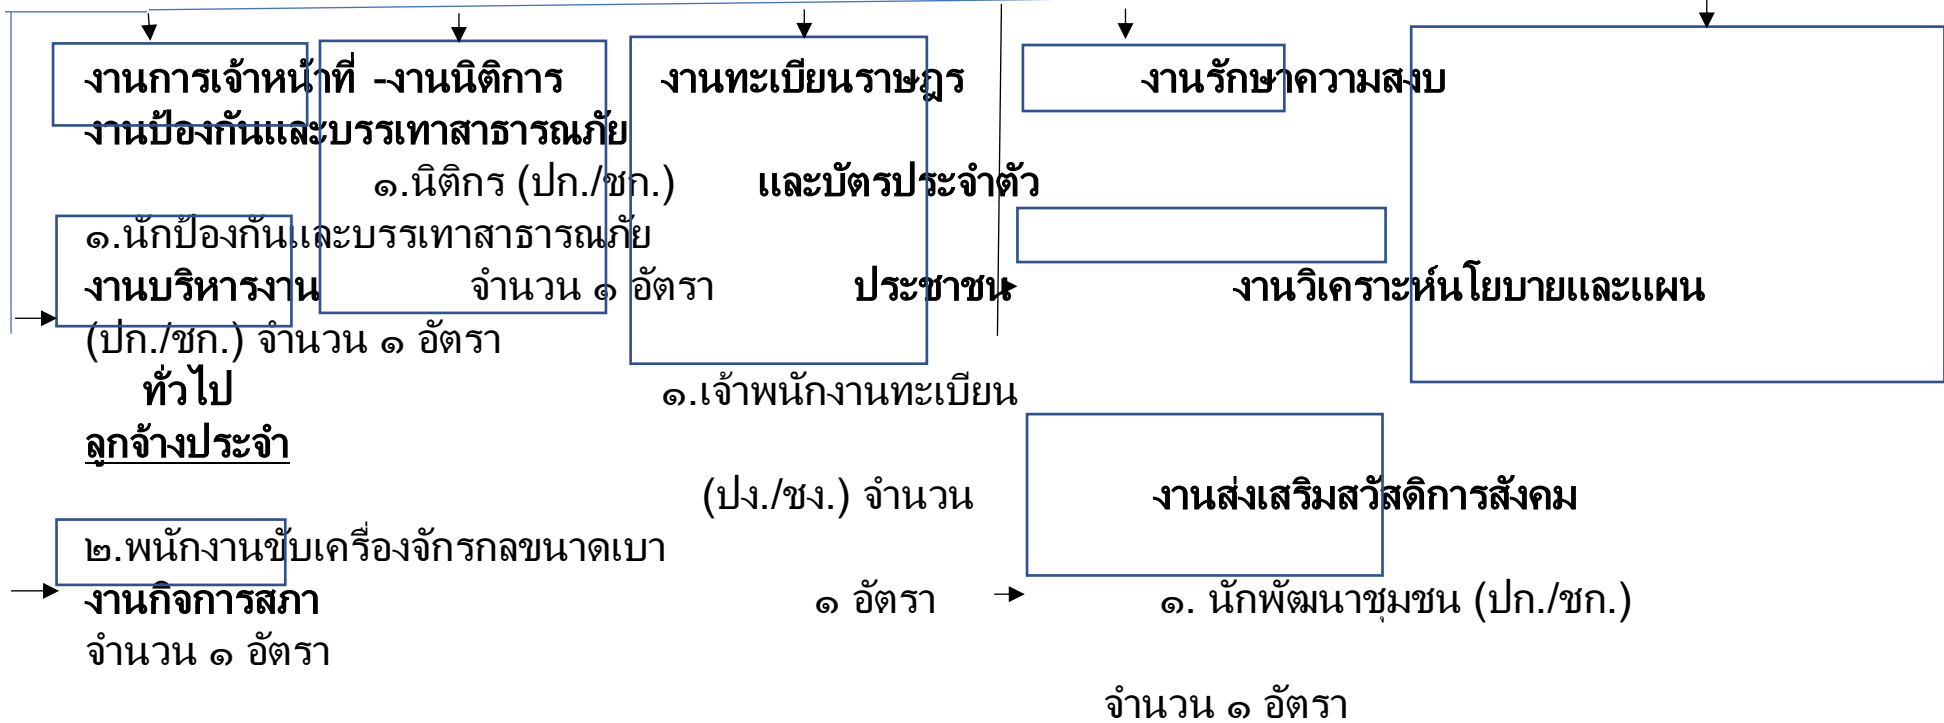 งานการเจ้าหน้าที่ -งานนิติการ งานทะเบียนราษฎร งานรักษาความสงบ
งานป้องกันและบรรเทาสาธารณภัย
๑.นิติกร (ปก./ชก.) และบัตรประจำตัว
๑.นักป้องกันและบรรเทาสาธารณภัย
งานบริหารงาน จำนวน ๑ อัตรา ประชาชน งานวิเคราะห์นโยบายและแผน
(ปก./ชก.) จำนวน ๑ อัตรา
ทั่วไป ๑.เจ้าพนักงานทะเบียน
ลูกจ้างประจำ
(ปง./ชง.) จำนวน งานส่งเสริมสวัสดิการสังคม
๒.พนักงานขับเครื่องจักรกลขนาดเบา
งานกิจการสภา ๑ อัตรา ๑. นักพัฒนาชุมชน (ปก./ชก.)
จำนวน ๑ อัตรา
จำนวน ๑ อัตรา